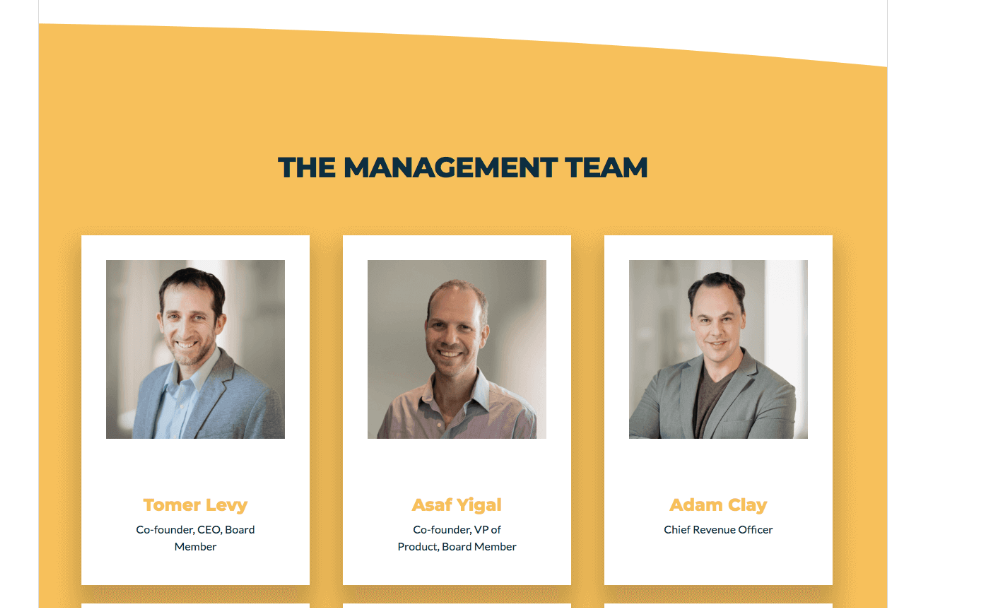 THE MANAGEMENT TEAM
Tomer Levy
Co-founder, CEO, Board
Member
Asaf Yigal
Co-founder, VP of
Product, Board Member
Adam Clay
Chief Revenue Officer